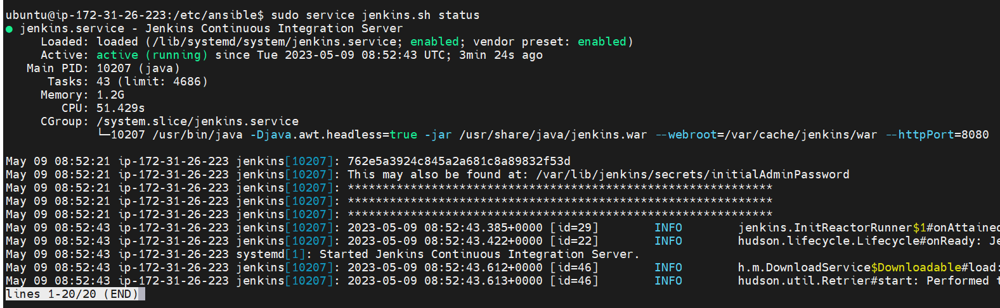 ubuntu@ip-172-31-26-223:/etc/ansible$ sudo service jenkins.sh status
● jenkins.service - Jenkins Continuous Integration Server
     Loaded: loaded (/lib/systemd/system/jenkins.service; enabled; vendor preset: enabled)
     Active: active (running) since Tue 2023-05-09 08:52:43 UTC; 3min 24s ago
   Main PID: 10207 (java)
      Tasks: 43 (limit: 4686)
     Memory: 1.2G
        CPU: 51.429s
     CGroup: /system.slice/jenkins.service
             └─10207 /usr/bin/java -Djava.awt.headless=true -jar /usr/share/java/jenkins.war --webroot=/var/cache/jenkins/war --httpPort=8080
May 09 08:52:21 ip-172-31-26-223 jenkins[10207]: 762e5a3924c845a2a681c8a89832f53d
May 09 08:52:21 ip-172-31-26-223 jenkins[10207]: This may also be found at: /var/lib/jenkins/secrets/initialAdminPassword
May 09 08:52:21 ip-172-31-26-223 jenkins[10207]: *************************************************************
May 09 08:52:21 ip-172-31-26-223 jenkins[10207]: *************************************************************
May 09 08:52:21 ip-172-31-26-223 jenkins[10207]: *************************************************************
May 09 08:52:43 ip-172-31-26-223 jenkins[10207]: 2023-05-09 08:52:43.385+0000 [id=29]        INFO        jenkins.InitReactorRunner$1#onAttained
May 09 08:52:43 ip-172-31-26-223 jenkins[10207]: 2023-05-09 08:52:43.422+0000 [id=22]        INFO        hudson.lifecycle.Lifecycle#onReady: Je
May 09 08:52:43 ip-172-31-26-223 systemd[1]: Started Jenkins Continuous Integration Server.
May 09 08:52:43 ip-172-31-26-223 jenkins[10207]: 2023-05-09 08:52:43.612+0000 [id=46]        INFO        h.m.DownloadService$Downloadable#load:
May 09 08:52:43 ip-172-31-26-223 jenkins[10207]: 2023-05-09 08:52:43.613+0000 [id=46]        INFO        hudson.util.Retrier#start: Performed t
lines 1-20/20 (END)